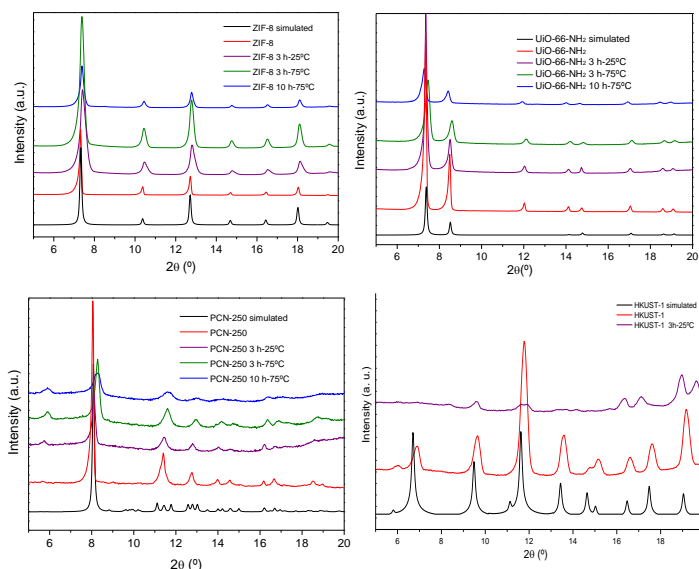 ZIF-8 simulated
ZIF-8
ZIF-8 3 h-25ºC
ZIF-8 3 h-75ºC
ZIF-8 10 h-75ºC
Intensity (a.u.)
6 8 10 12 14 16 18 20
2θ (º)
UiO-66-NH₂ simulated
UiO-66-NH₂
UiO-66-NH₂ 3 h-25ºC
UiO-66-NH₂ 3 h-75ºC
UiO-66-NH₂ 10 h-75ºC
Intensity (a.u.)
6 8 10 12 14 16 18 20
2θ(º)
PCN-250 simulated
PCN-250
PCN-250 3 h-25ºC
PCN-250 3 h-75ºC
PCN-250 10 h-75ºC
Intensity (a.u.)
6 8 10 12 14 16 18 20
2θ (º)
HKUST-1 simulated
HKUST-1
HKUST-1 3h-25ºC
Intensity (a.u.)
6 8 10 12 14 16 18
2θ (º)